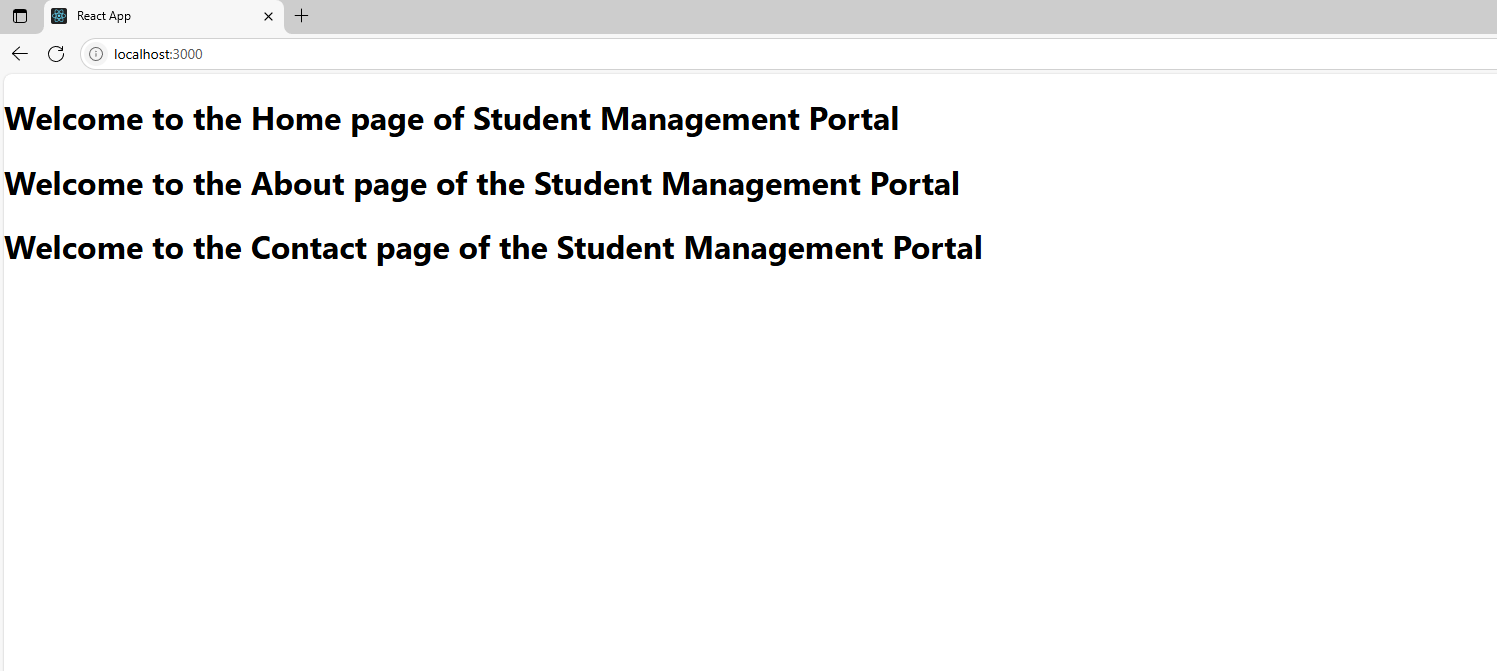 React App
localhost:3000
Welcome to the Home page of Student Management Portal
Welcome to the About page of the Student Management Portal
Welcome to the Contact page of the Student Management Portal